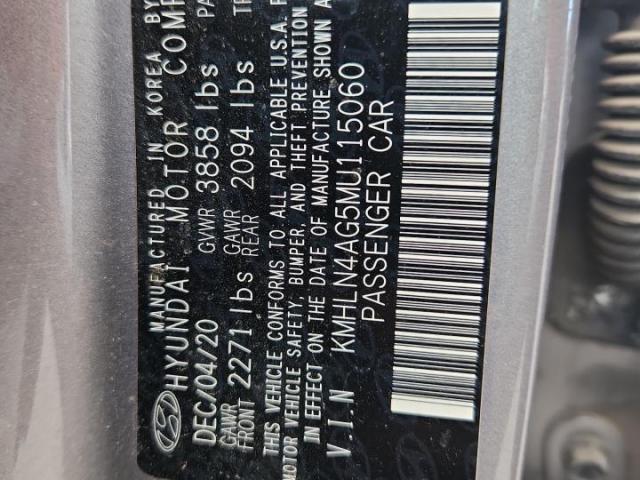 MANUFACTURED IN KOREA BY
HYUNDAI MOTOR COMP
DEC/04/20 GVWR 3858 lbs PA
GAWR FRONT 2271 lbs GAWR REAR 2094 lbs TR
THIS VEHICLE CONFORMS TO ALL APPLICABLE U.S.A. F
MOTOR VEHICLE SAFETY, BUMPER, AND THEFT PREVENTION
IN EFFECT ON THE DATE OF MANUFACTURE SHOWN A
V.I.N KMHLN4AG5MU115060
PASSENGER CAR